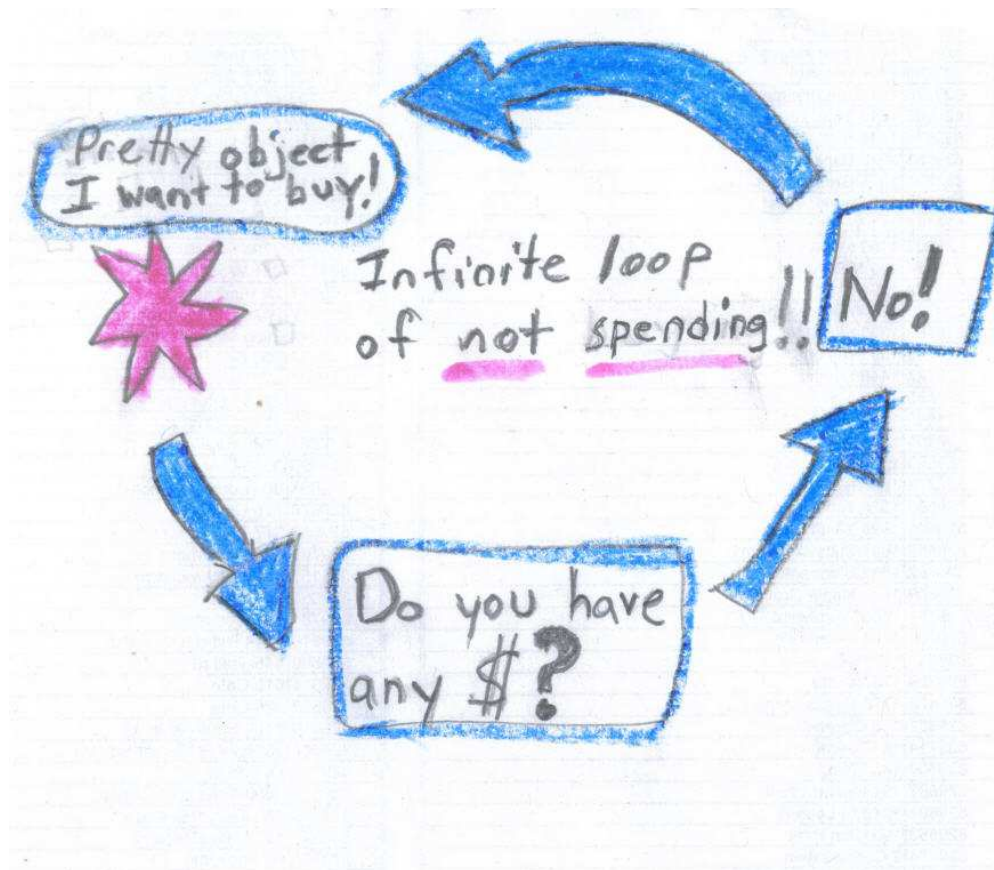 Pretty object
I want to buy!
Infinite loop
of not spending!!
No!
Do you have
any $?